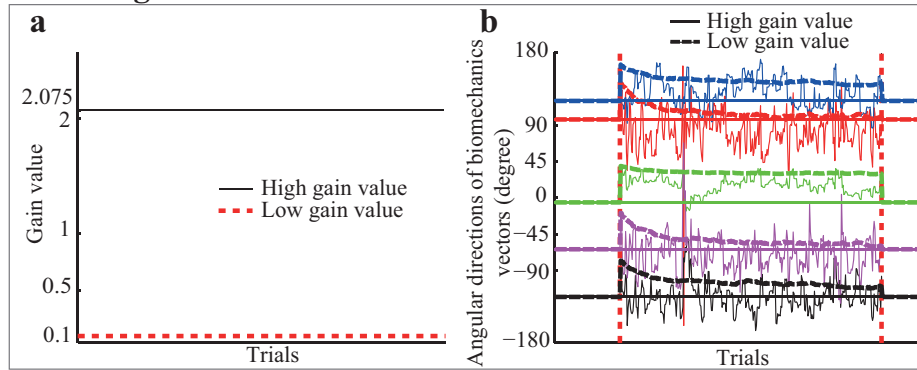 a
2.075
2
1
0.5
0.1
Gain value
High gain value
Low gain value
Trials
b
High gain value
Low gain value
180
90
45
0
−45
−90
−180
Angular directions of biomechanics
vectors (degree)
Trials